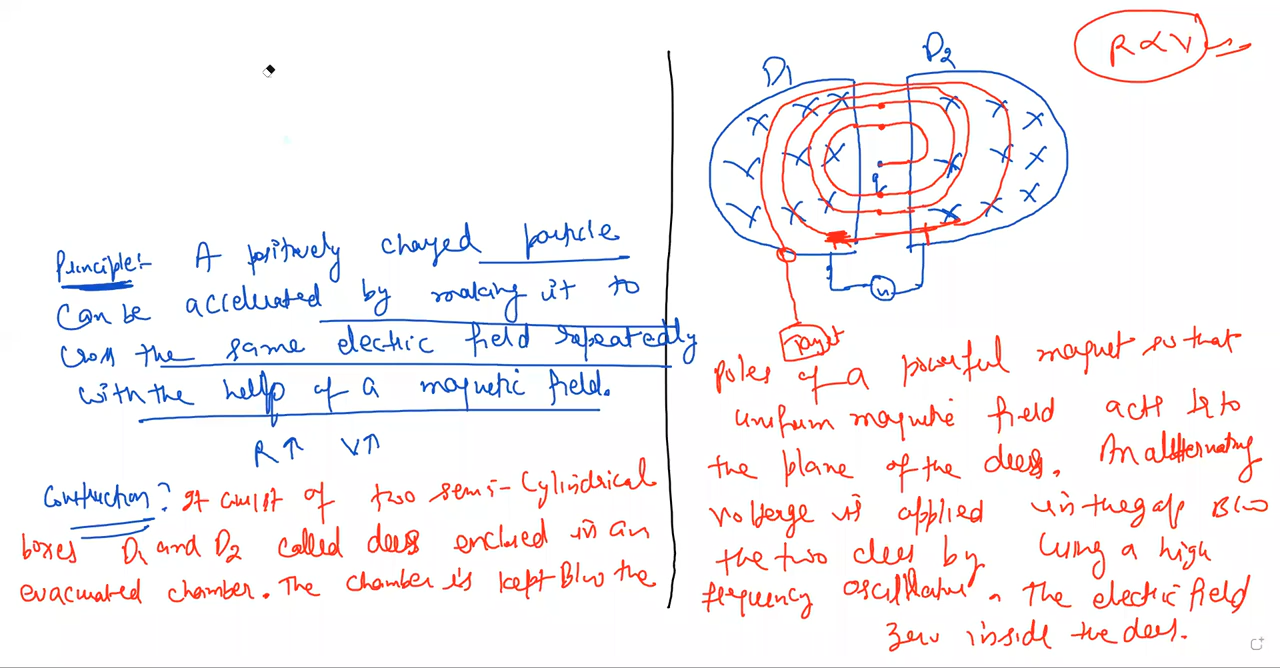 Principle:- A positively charged particle
Can be accelerated by making it to
Cross the same electric field repeatedly
with the help of a magnetic field.
R↑ V↑
Contruction: It consist of two semi-Cylindrical
boxes D1 and D2 called dees enclosed in an
evacuated chamber. The chamber is kept B/w the
D1
D2
R ∝ V
q
target
poles of a powerful magnet so that
uniform magnetic field acts ⊥ to
the plane of the dees. An alternating
voltage is applied in the gap B/w
the two dees by using a high
frequency oscillator. The electric field
zero inside the dees.